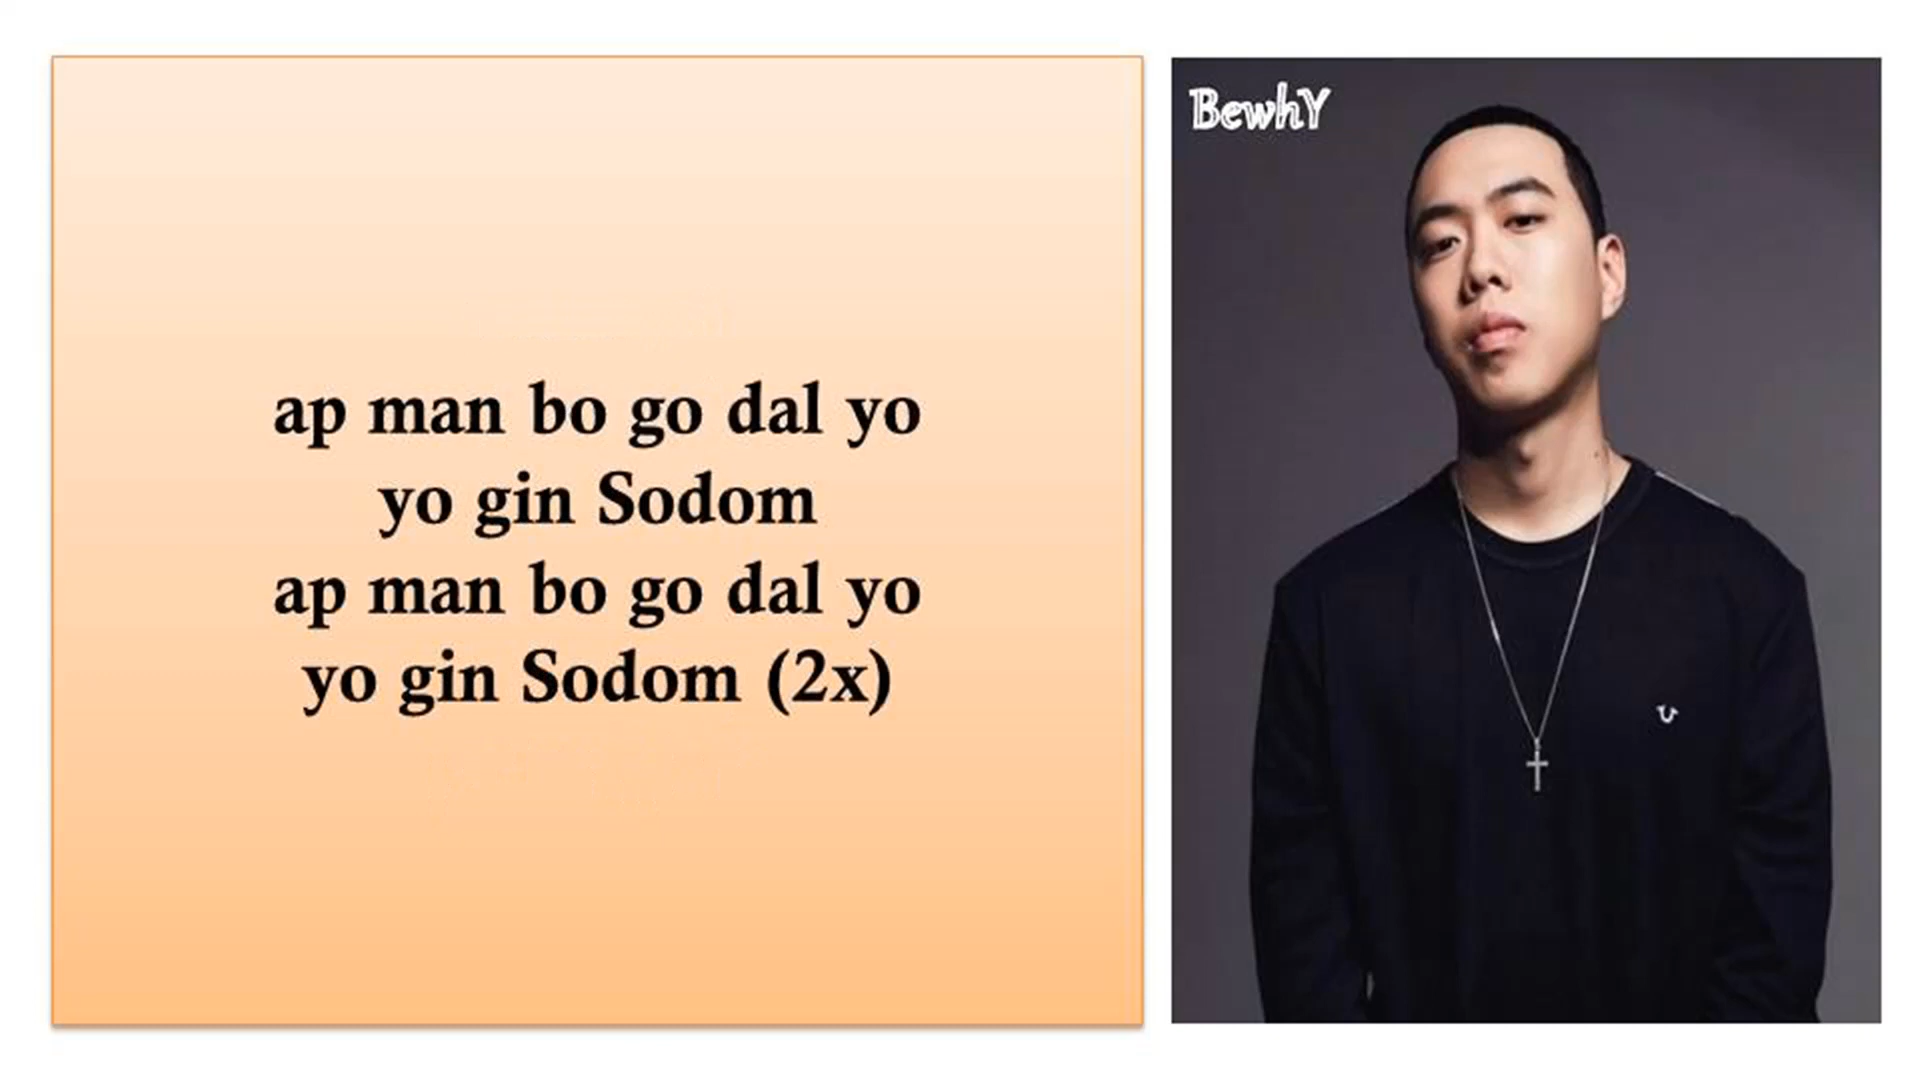 ap man bo go dal yo
yo gin Sodom
ap man bo go dal yo
yo gin Sodom (2x)
BewhY